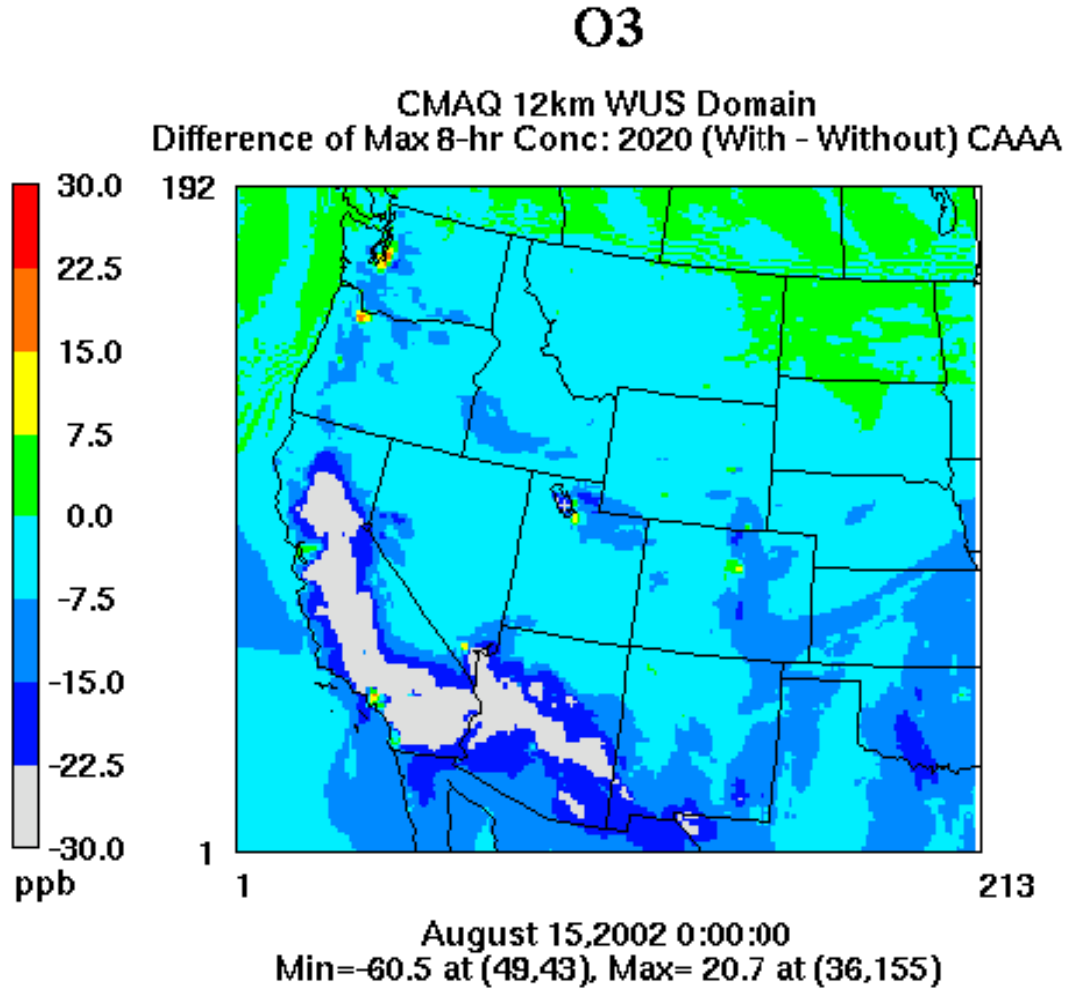 O3
CMAQ 12km WUS Domain
Difference of Max 8-hr Conc: 2020 (With - Without) CAAA
30.0
22.5
15.0
7.5
0.0
-7.5
-15.0
-22.5
-30.0
ppb
192
1
1
213
August 15,2002 0:00:00
Min=-60.5 at (49,43), Max= 20.7 at (36,155)